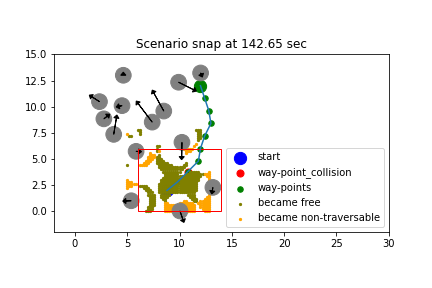 Scenario snap at 142.65 sec
15.0
12.5
10.0
7.5
5.0
2.5
0.0
0
5
10
15
20
25
30
start
way-point_collision
way-points
became free
became non-traversable